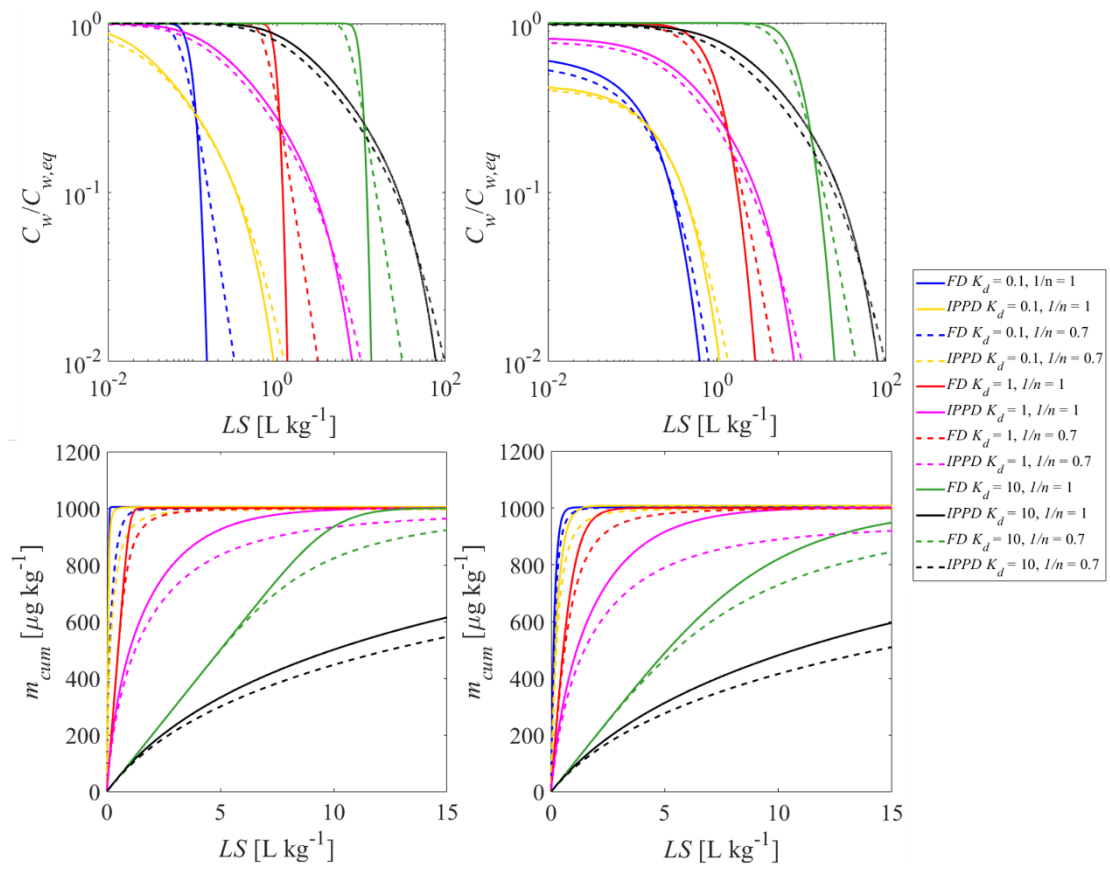 10^0
10^-1
10^-2
C_w/C_w,eq
10^-2
10^0
10^2
LS [L kg^-1]
10^0
10^-1
10^-2
C_w/C_w,eq
10^-2
10^0
10^2
LS [L kg^-1]
1200
1000
800
600
400
200
0
m_cum [μg kg^-1]
0
5
10
15
LS [L kg^-1]
1200
1000
800
600
400
200
0
m_cum [μg kg^-1]
0
5
10
15
LS [L kg^-1]
FD K_d = 0.1, 1/n = 1
IPPD K_d = 0.1, 1/n = 1
FD K_d = 0.1, 1/n = 0.7
IPPD K_d = 0.1, 1/n = 0.7
FD K_d = 1, 1/n = 1
IPPD K_d = 1, 1/n = 1
FD K_d = 1, 1/n = 0.7
IPPD K_d = 1, 1/n = 0.7
FD K_d = 10, 1/n = 1
IPPD K_d = 10, 1/n = 1
FD K_d = 10, 1/n = 0.7
IPPD K_d = 10, 1/n = 0.7